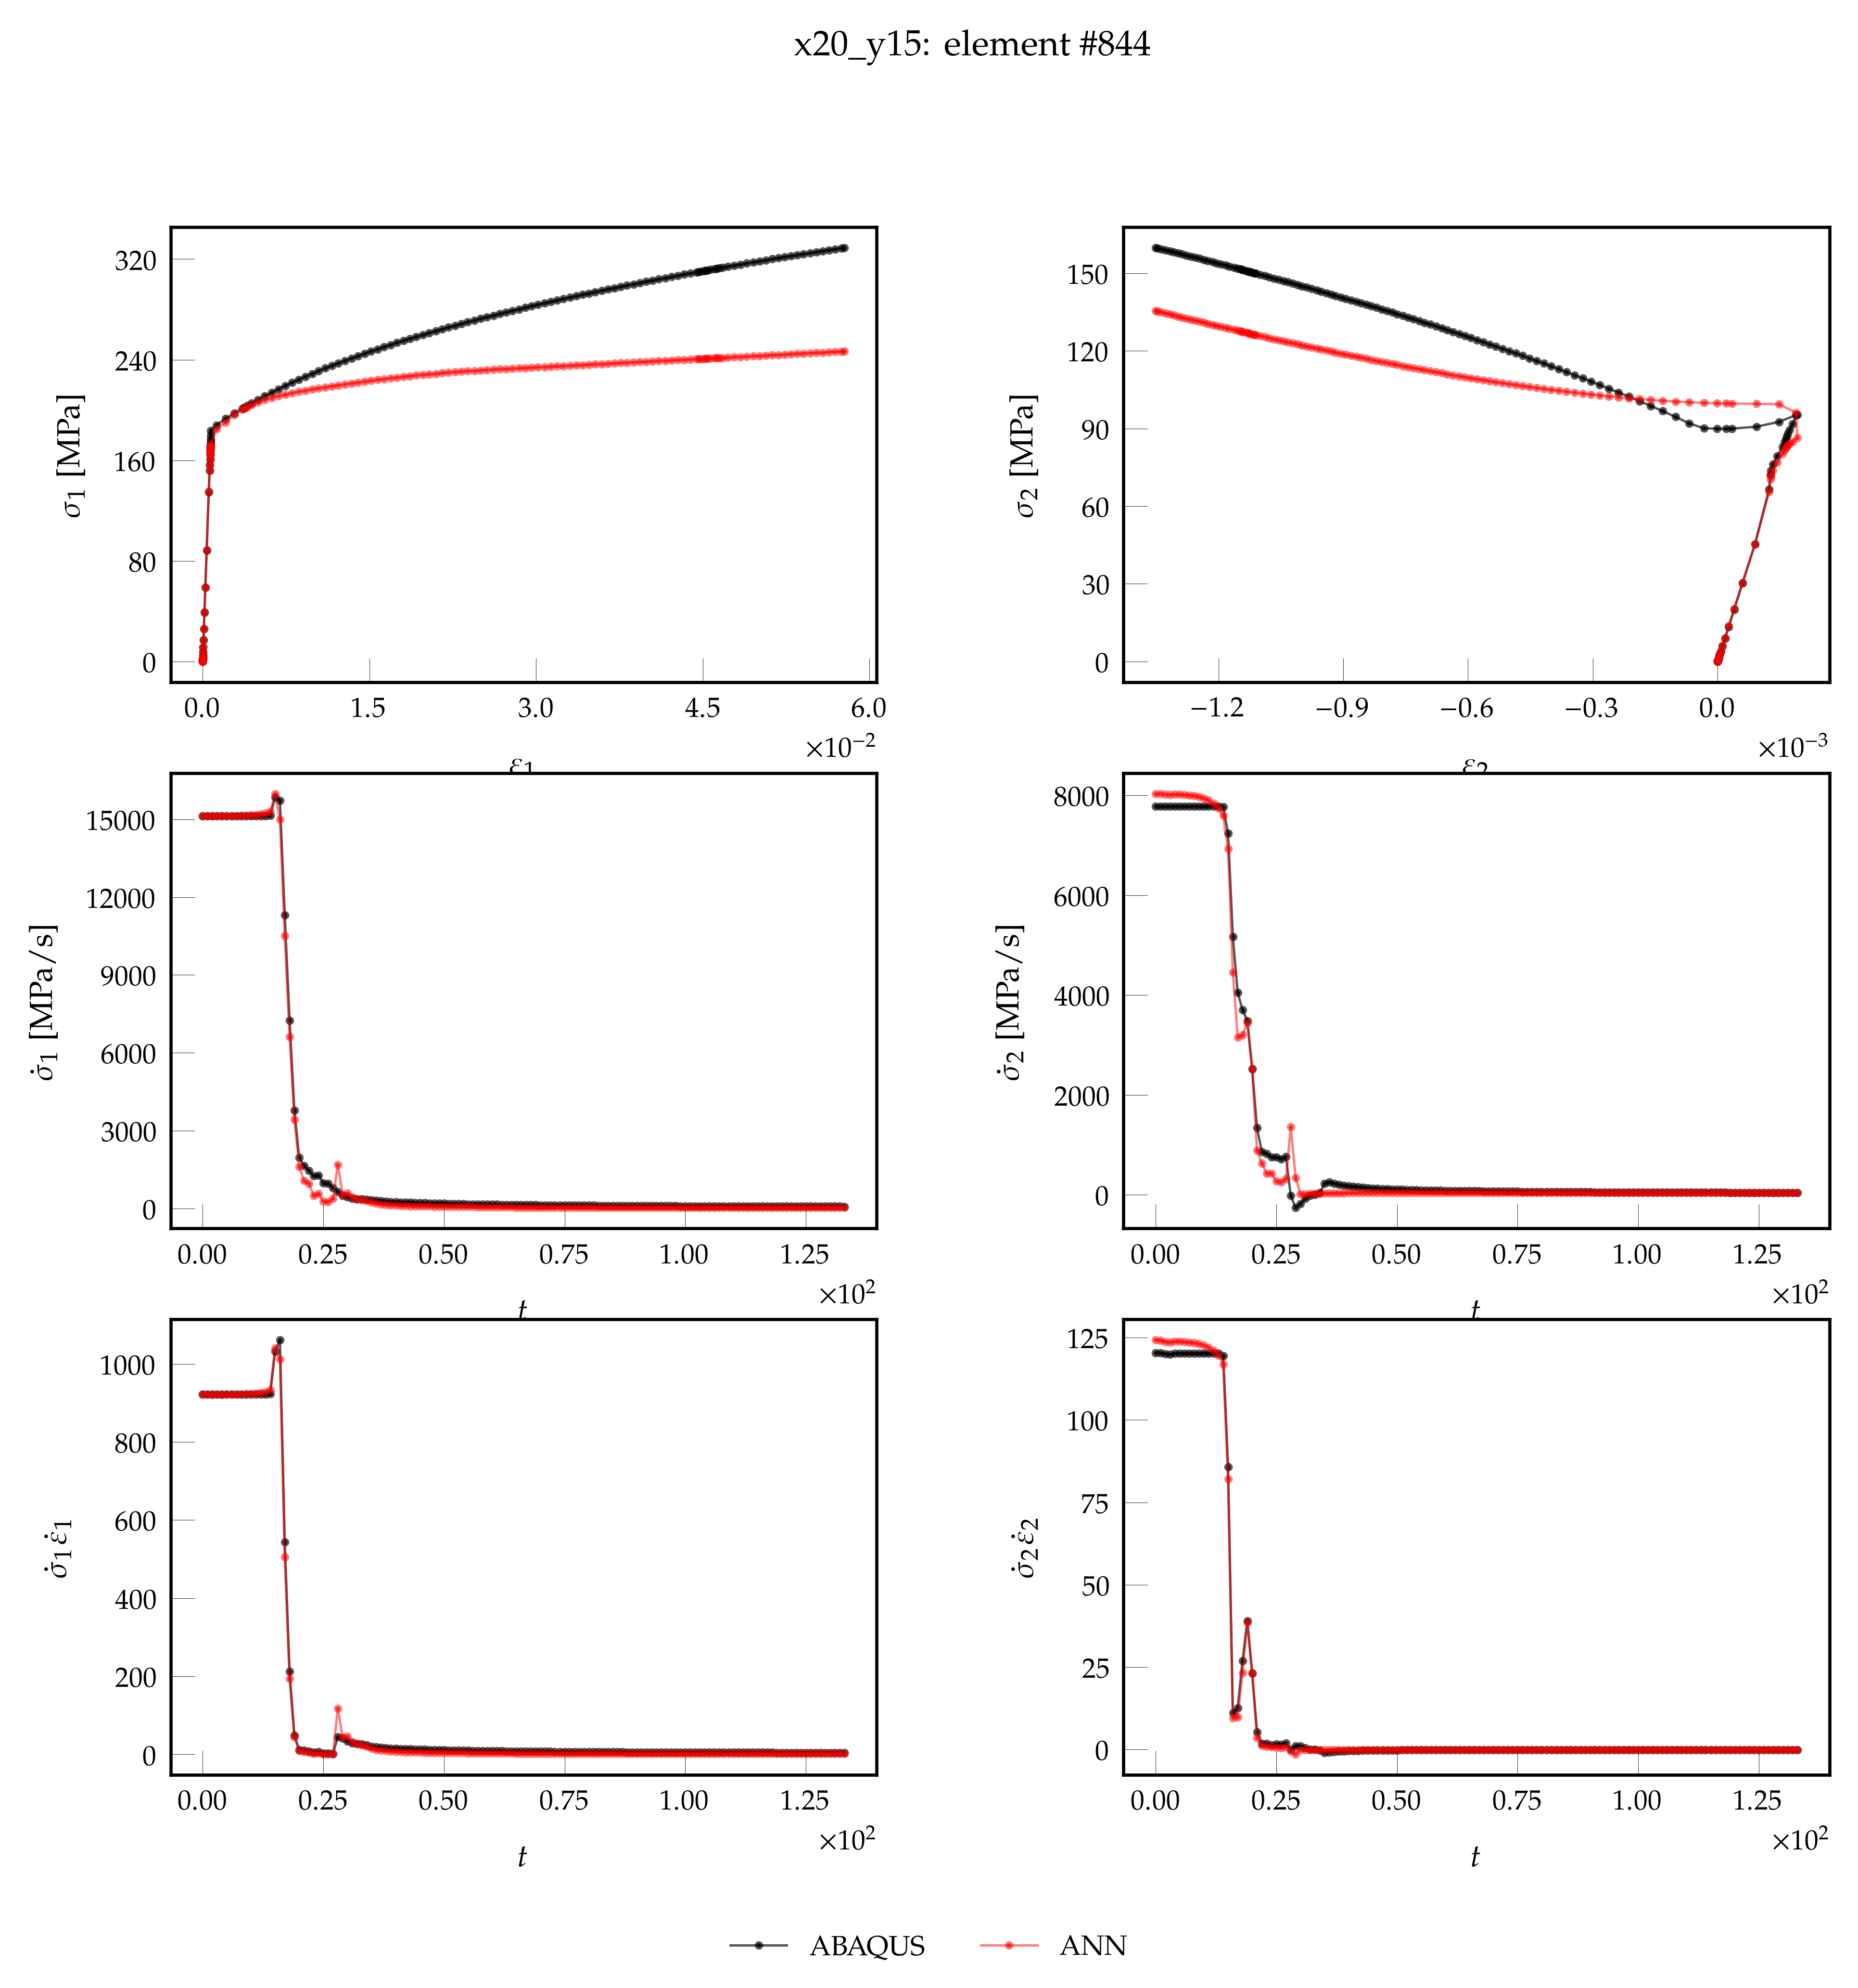 x20_y15: element #844
σ₁ [MPa]
320
240
160
80
0
0.0 1.5 3.0 4.5 6.0
×10⁻²
ε₁
σ₂ [MPa]
150
120
90
60
30
0
−1.2 −0.9 −0.6 −0.3 0.0
×10⁻³
ε₂
σ̇₁ [MPa/s]
15000
12000
9000
6000
3000
0
0.00 0.25 0.50 0.75 1.00 1.25
×10²
t
σ̇₂ [MPa/s]
8000
6000
4000
2000
0
0.00 0.25 0.50 0.75 1.00 1.25
×10²
t
σ̇₁ε̇₁
1000
800
600
400
200
0
0.00 0.25 0.50 0.75 1.00 1.25
×10²
t
σ̇₂ε̇₂
125
100
75
50
25
0
0.00 0.25 0.50 0.75 1.00 1.25
×10²
t
ABAQUS ANN